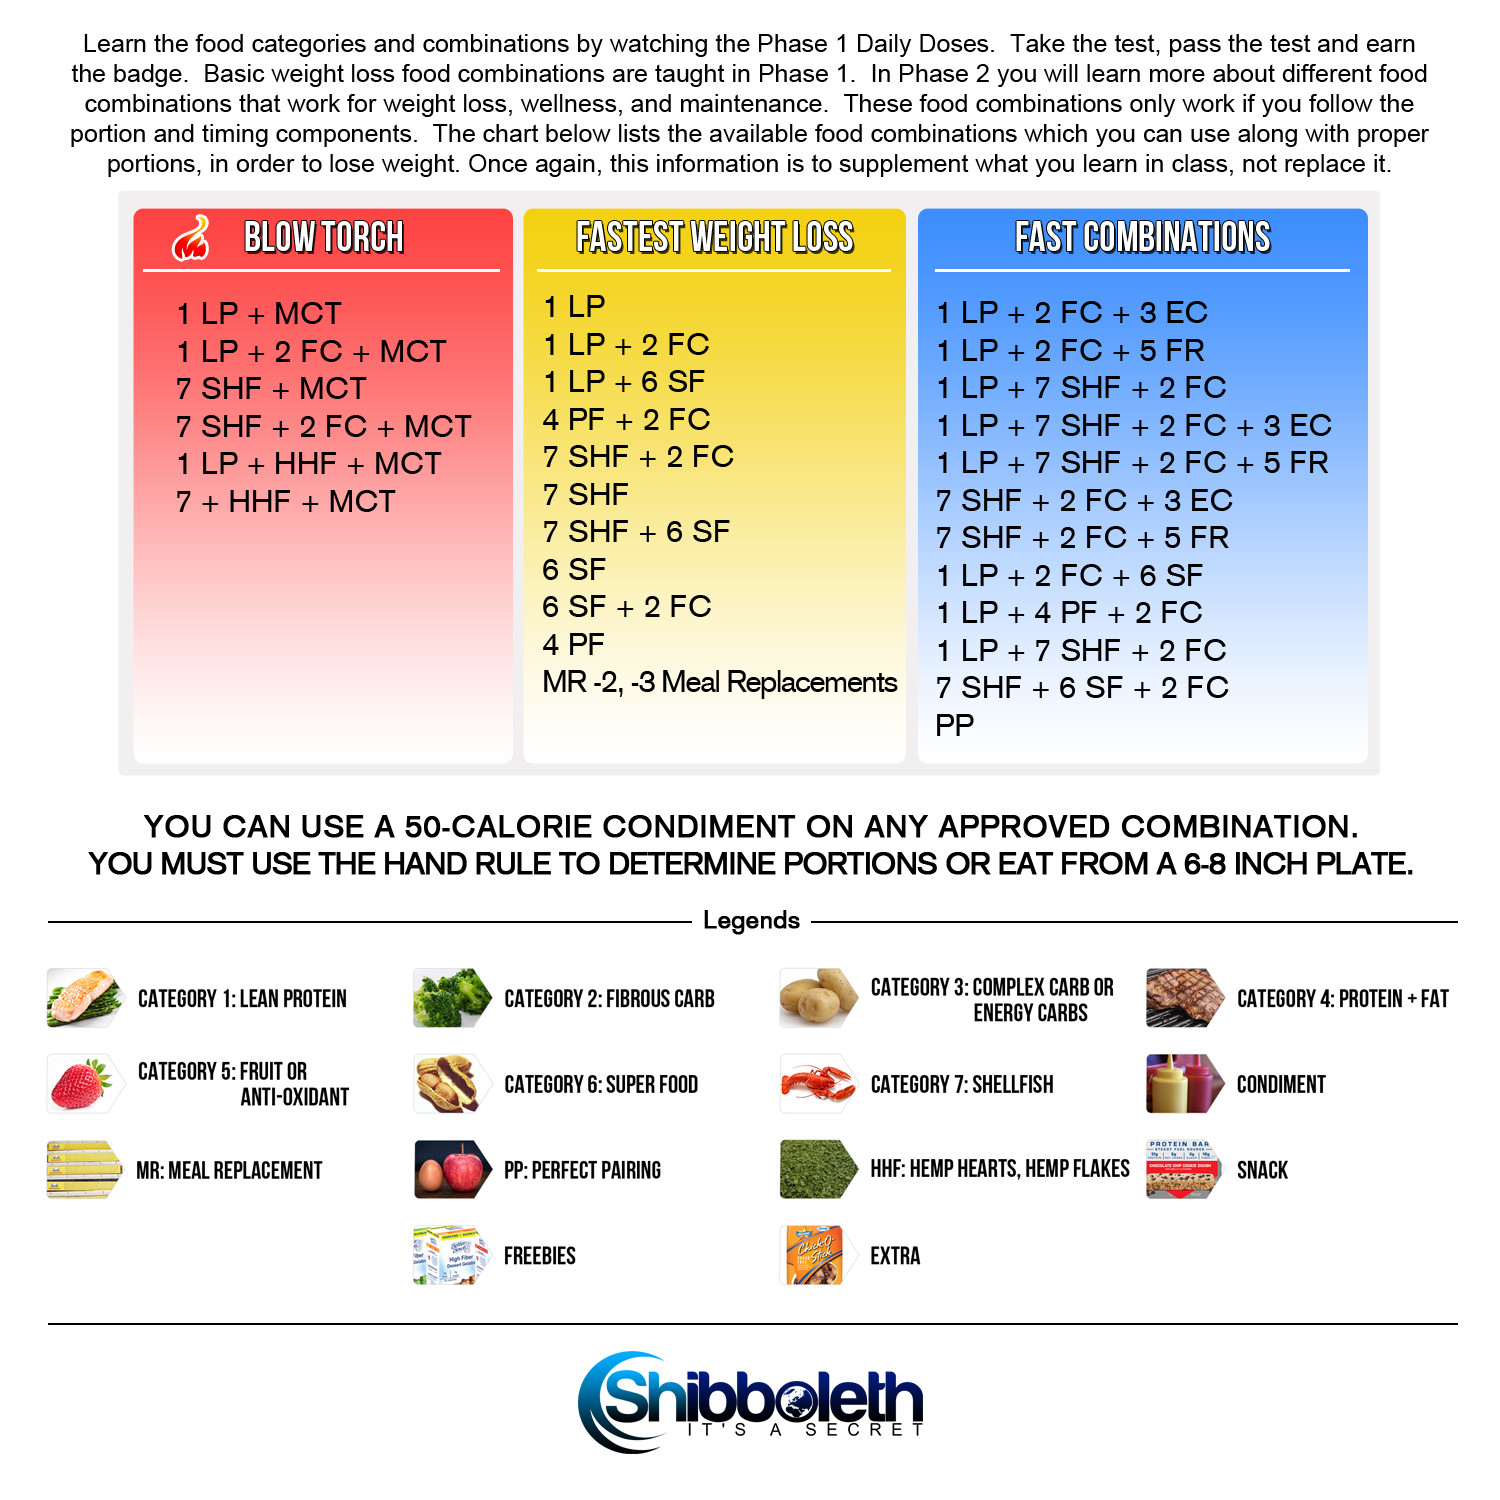 Learn the food categories and combinations by watching the Phase 1 Daily Doses.  Take the test, pass the test and earn
the badge.  Basic weight loss food combinations are taught in Phase 1.  In Phase 2 you will learn more about different food
combinations that work for weight loss, wellness, and maintenance.  These food combinations only work if you follow the
portion and timing components.  The chart below lists the available food combinations which you can use along with proper
portions, in order to lose weight. Once again, this information is to supplement what you learn in class, not replace it.
BLOW TORCH
1 LP + MCT
1 LP + 2 FC + MCT
7 SHF + MCT
7 SHF + 2 FC + MCT
1 LP + HHF + MCT
7 + HHF + MCT
FASTEST WEIGHT LOSS
1 LP
1 LP + 2 FC
1 LP + 6 SF
4 PF + 2 FC
7 SHF + 2 FC
7 SHF
7 SHF + 6 SF
6 SF
6 SF + 2 FC
4 PF
MR -2, -3 Meal Replacements
FAST COMBINATIONS
1 LP + 2 FC + 3 EC
1 LP + 2 FC + 5 FR
1 LP + 7 SHF + 2 FC
1 LP + 7 SHF + 2 FC + 3 EC
1 LP + 7 SHF + 2 FC + 5 FR
7 SHF + 2 FC + 3 EC
7 SHF + 2 FC + 5 FR
1 LP + 2 FC + 6 SF
1 LP + 4 PF + 2 FC
1 LP + 7 SHF + 2 FC
7 SHF + 6 SF + 2 FC
PP
YOU CAN USE A 50-CALORIE CONDIMENT ON ANY APPROVED COMBINATION.
YOU MUST USE THE HAND RULE TO DETERMINE PORTIONS OR EAT FROM A 6-8 INCH PLATE.
Legends
CATEGORY 1: LEAN PROTEIN
CATEGORY 2: FIBROUS CARB
CATEGORY 3: COMPLEX CARB OR
ENERGY CARBS
CATEGORY 4: PROTEIN + FAT
CATEGORY 5: FRUIT OR
ANTI-OXIDANT
CATEGORY 6: SUPER FOOD
CATEGORY 7: SHELLFISH
CONDIMENT
MR: MEAL REPLACEMENT
PP: PERFECT PAIRING
HHF: HEMP HEARTS, HEMP FLAKES
PROTEIN BAR
CHOCOLATE CHIP COOKIE DOUGH
SNACK
High Fiber
Dessert Gelatin
FREEBIES
Chick-O-
Stick
EXTRA
Shibboleth
IT'S A SECRET